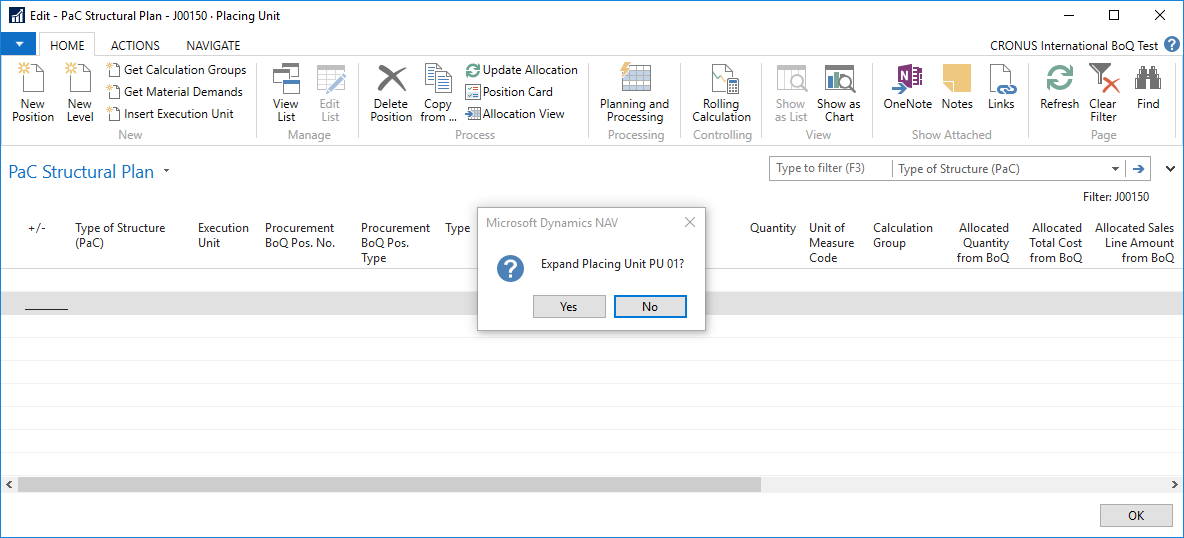 Edit - PaC Structural Plan - J00150 · Placing Unit
HOME
ACTIONS
NAVIGATE
CRONUS International BoQ Test
New
Position
New
Level
Get Calculation Groups
Get Material Demands
Insert Execution Unit
New
View
List
Edit
List
Manage
Delete
Position
Copy
from ...
Update Allocation
Position Card
Allocation View
Process
Planning and
Processing
Processing
Rolling
Calculation
Controlling
Show
as List
Show as
Chart
View
OneNote
Notes
Links
Show Attached
Refresh
Clear
Filter
Find
Page
PaC Structural Plan
Type to filter (F3)
Type of Structure (PaC)
Filter: J00150
+/-
Type of Structure
(PaC)
Execution
Unit
Procurement
BoQ Pos. No.
Procurement
BoQ Pos.
Type
Type
Quantity
Unit of
Measure
Code
Calculation
Group
Allocated
Quantity
from BoQ
Allocated
Total Cost
from BoQ
Allocated Sales
Line Amount
from BoQ
Microsoft Dynamics NAV
Expand Placing Unit PU 01?
Yes
No
OK